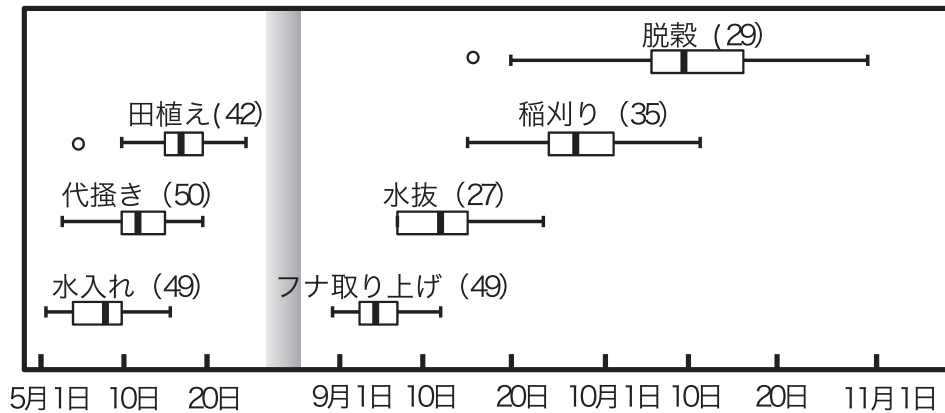 脱穀 (29)
田植え(42)
稲刈り (35)
代掻き (50)
水抜 (27)
水入れ (49)
フナ取り上げ (49)
5月1日 10日 20日 9月1日 10日 20日 10月1日 10日 20日 11月1日